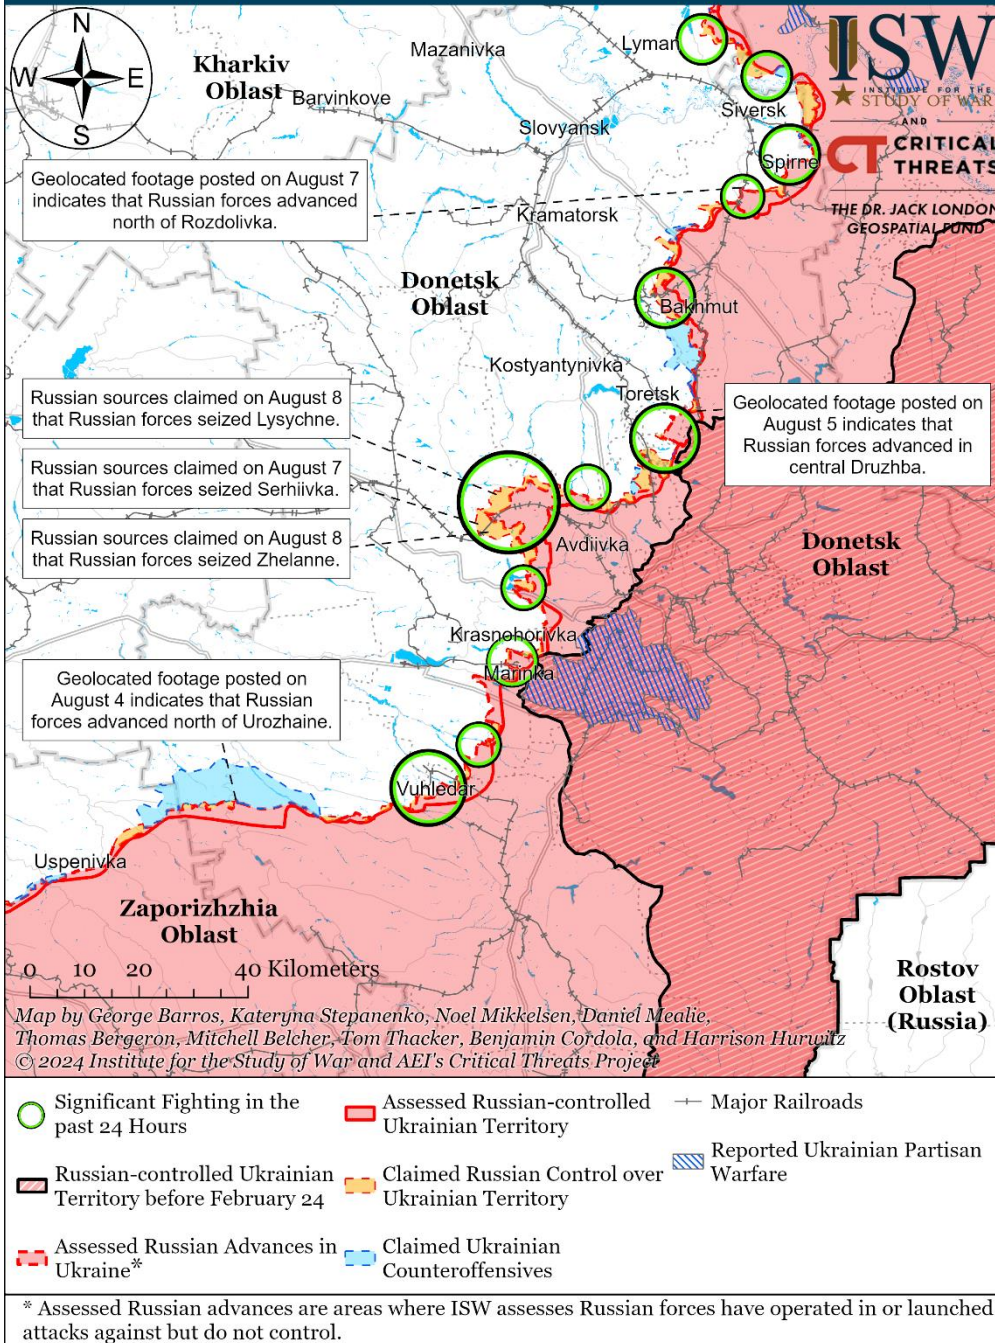 N
W
E
S
Mazanivka
Lyman
Kharkiv
Oblast
Barvinkove
Slovyansk
Siversk
ISW
INSTITUTE FOR THE
STUDY OF WAR
AND
CT CRITICAL
THREATS
THE DR. JACK LONDON
GEOSPATIAL FUND
Spirne
Geolocated footage posted on August 7
indicates that Russian forces advanced
north of Rozdolivka.
Kramatorsk
Donetsk
Oblast
Bakhmut
Kostyantynivka
Toretsk
Russian sources claimed on August 8
that Russian forces seized Lysychne.
Geolocated footage posted on
August 5 indicates that
Russian forces advanced in
central Druzhba.
Russian sources claimed on August 7
that Russian forces seized Serhiivka.
Russian sources claimed on August 8
that Russian forces seized Zhelanne.
Avdiivka
Donetsk
Oblast
Krasnohorivka
Marinka
Geolocated footage posted on
August 4 indicates that Russian
forces advanced north of Urozhaine.
Vuhledar
Uspenivka
Zaporizhzhia
Oblast
0 10 20 40 Kilometers
Rostov
Oblast
(Russia)
Map by George Barros, Kateryna Stepanenko, Noel Mikkelsen, Daniel Mealie,
Thomas Bergeron, Mitchell Belcher, Tom Thacker, Benjamin Cordola, and Harrison Hurwitz
© 2024 Institute for the Study of War and AEI's Critical Threats Project
Significant Fighting in the
past 24 Hours
Russian-controlled Ukrainian
Territory before February 24
Assessed Russian Advances in
Ukraine*
Assessed Russian-controlled
Ukrainian Territory
Claimed Russian Control over
Ukrainian Territory
Claimed Ukrainian
Counteroffensives
Major Railroads
Reported Ukrainian Partisan
Warfare
* Assessed Russian advances are areas where ISW assesses Russian forces have operated in or launched
attacks against but do not control.